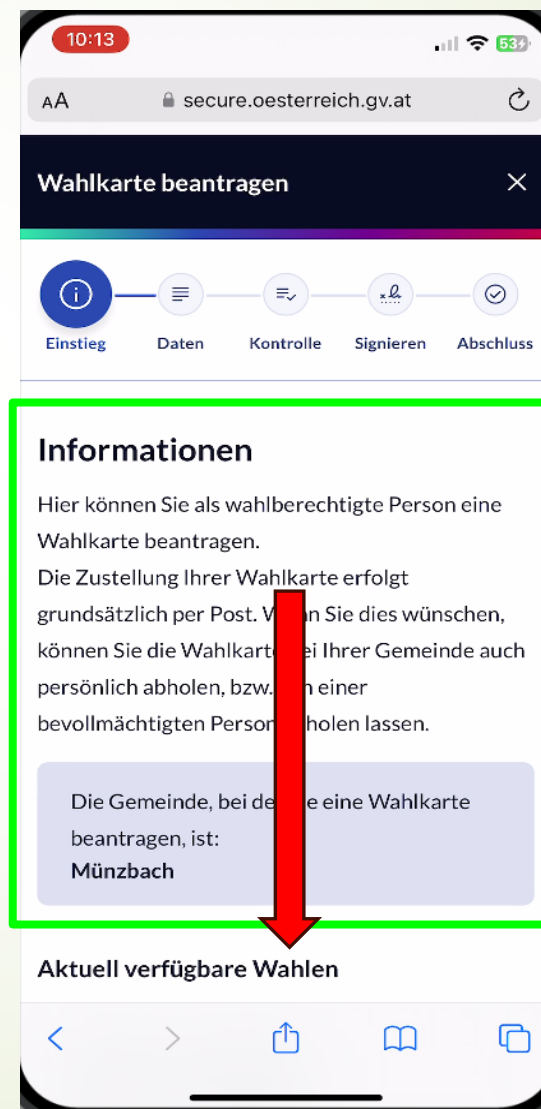 10:13
53
AA secure.oesterreich.gv.at
Wahlkarte beantragen
Einstieg Daten Kontrolle Signieren Abschluss
Informationen
Hier können Sie als wahlberechtigte Person eine
Wahlkarte beantragen.
Die Zustellung Ihrer Wahlkarte erfolgt
grundsätzlich per Post. Sie dies wünschen,
können Sie die Ihrer Gemeinde auch
persönlich abholen, bzw. einer
bevollmächtigten lassen.
Die Gemeinde, bei eine Wahlkarte
beantragen, ist:
Münzbach
Aktuell verfügbare Wahlen